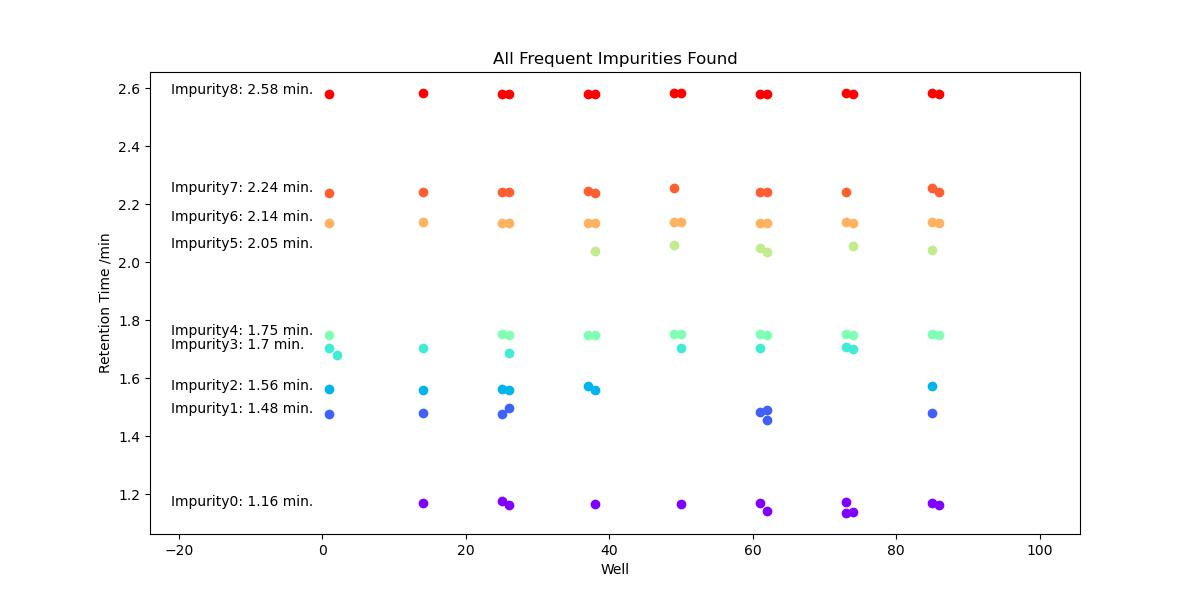 All Frequent Impurities Found
Impurity8: 2.58 min.
Impurity7: 2.24 min.
Impurity6: 2.14 min.
Impurity5: 2.05 min.
Impurity4: 1.75 min.
Impurity3: 1.7 min.
Impurity2: 1.56 min.
Impurity1: 1.48 min.
Impurity0: 1.16 min.
Retention Time /min
2.6
2.4
2.2
2.0
1.8
1.6
1.4
1.2
−20 0 20 40 60 80 100
Well